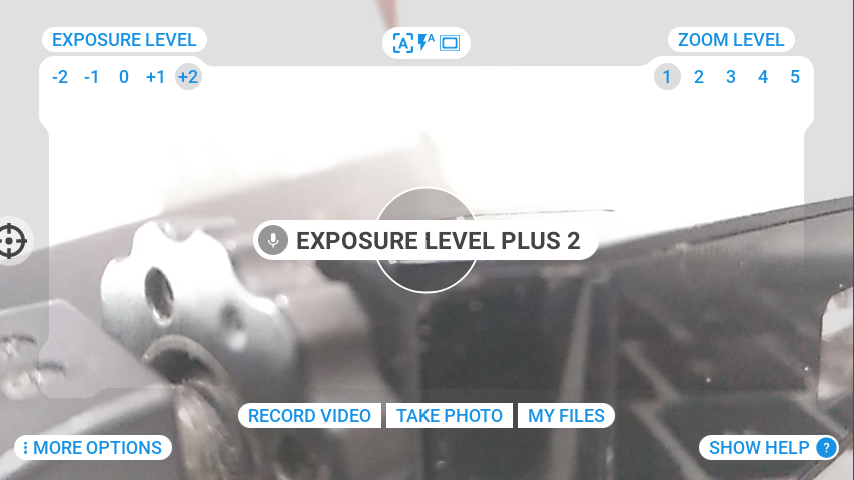 EXPOSURE LEVEL
-2 -1 0 +1 +2
A A
ZOOM LEVEL
1 2 3 4 5
EXPOSURE LEVEL PLUS 2
RECORD VIDEO TAKE PHOTO MY FILES
MORE OPTIONS
SHOW HELP ?